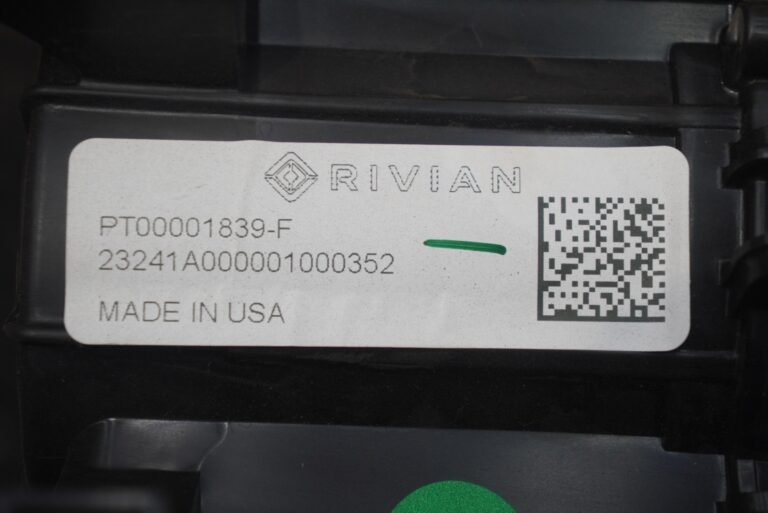 RIVIAN
PT00001839-F
23241A000001000352
MADE IN USA